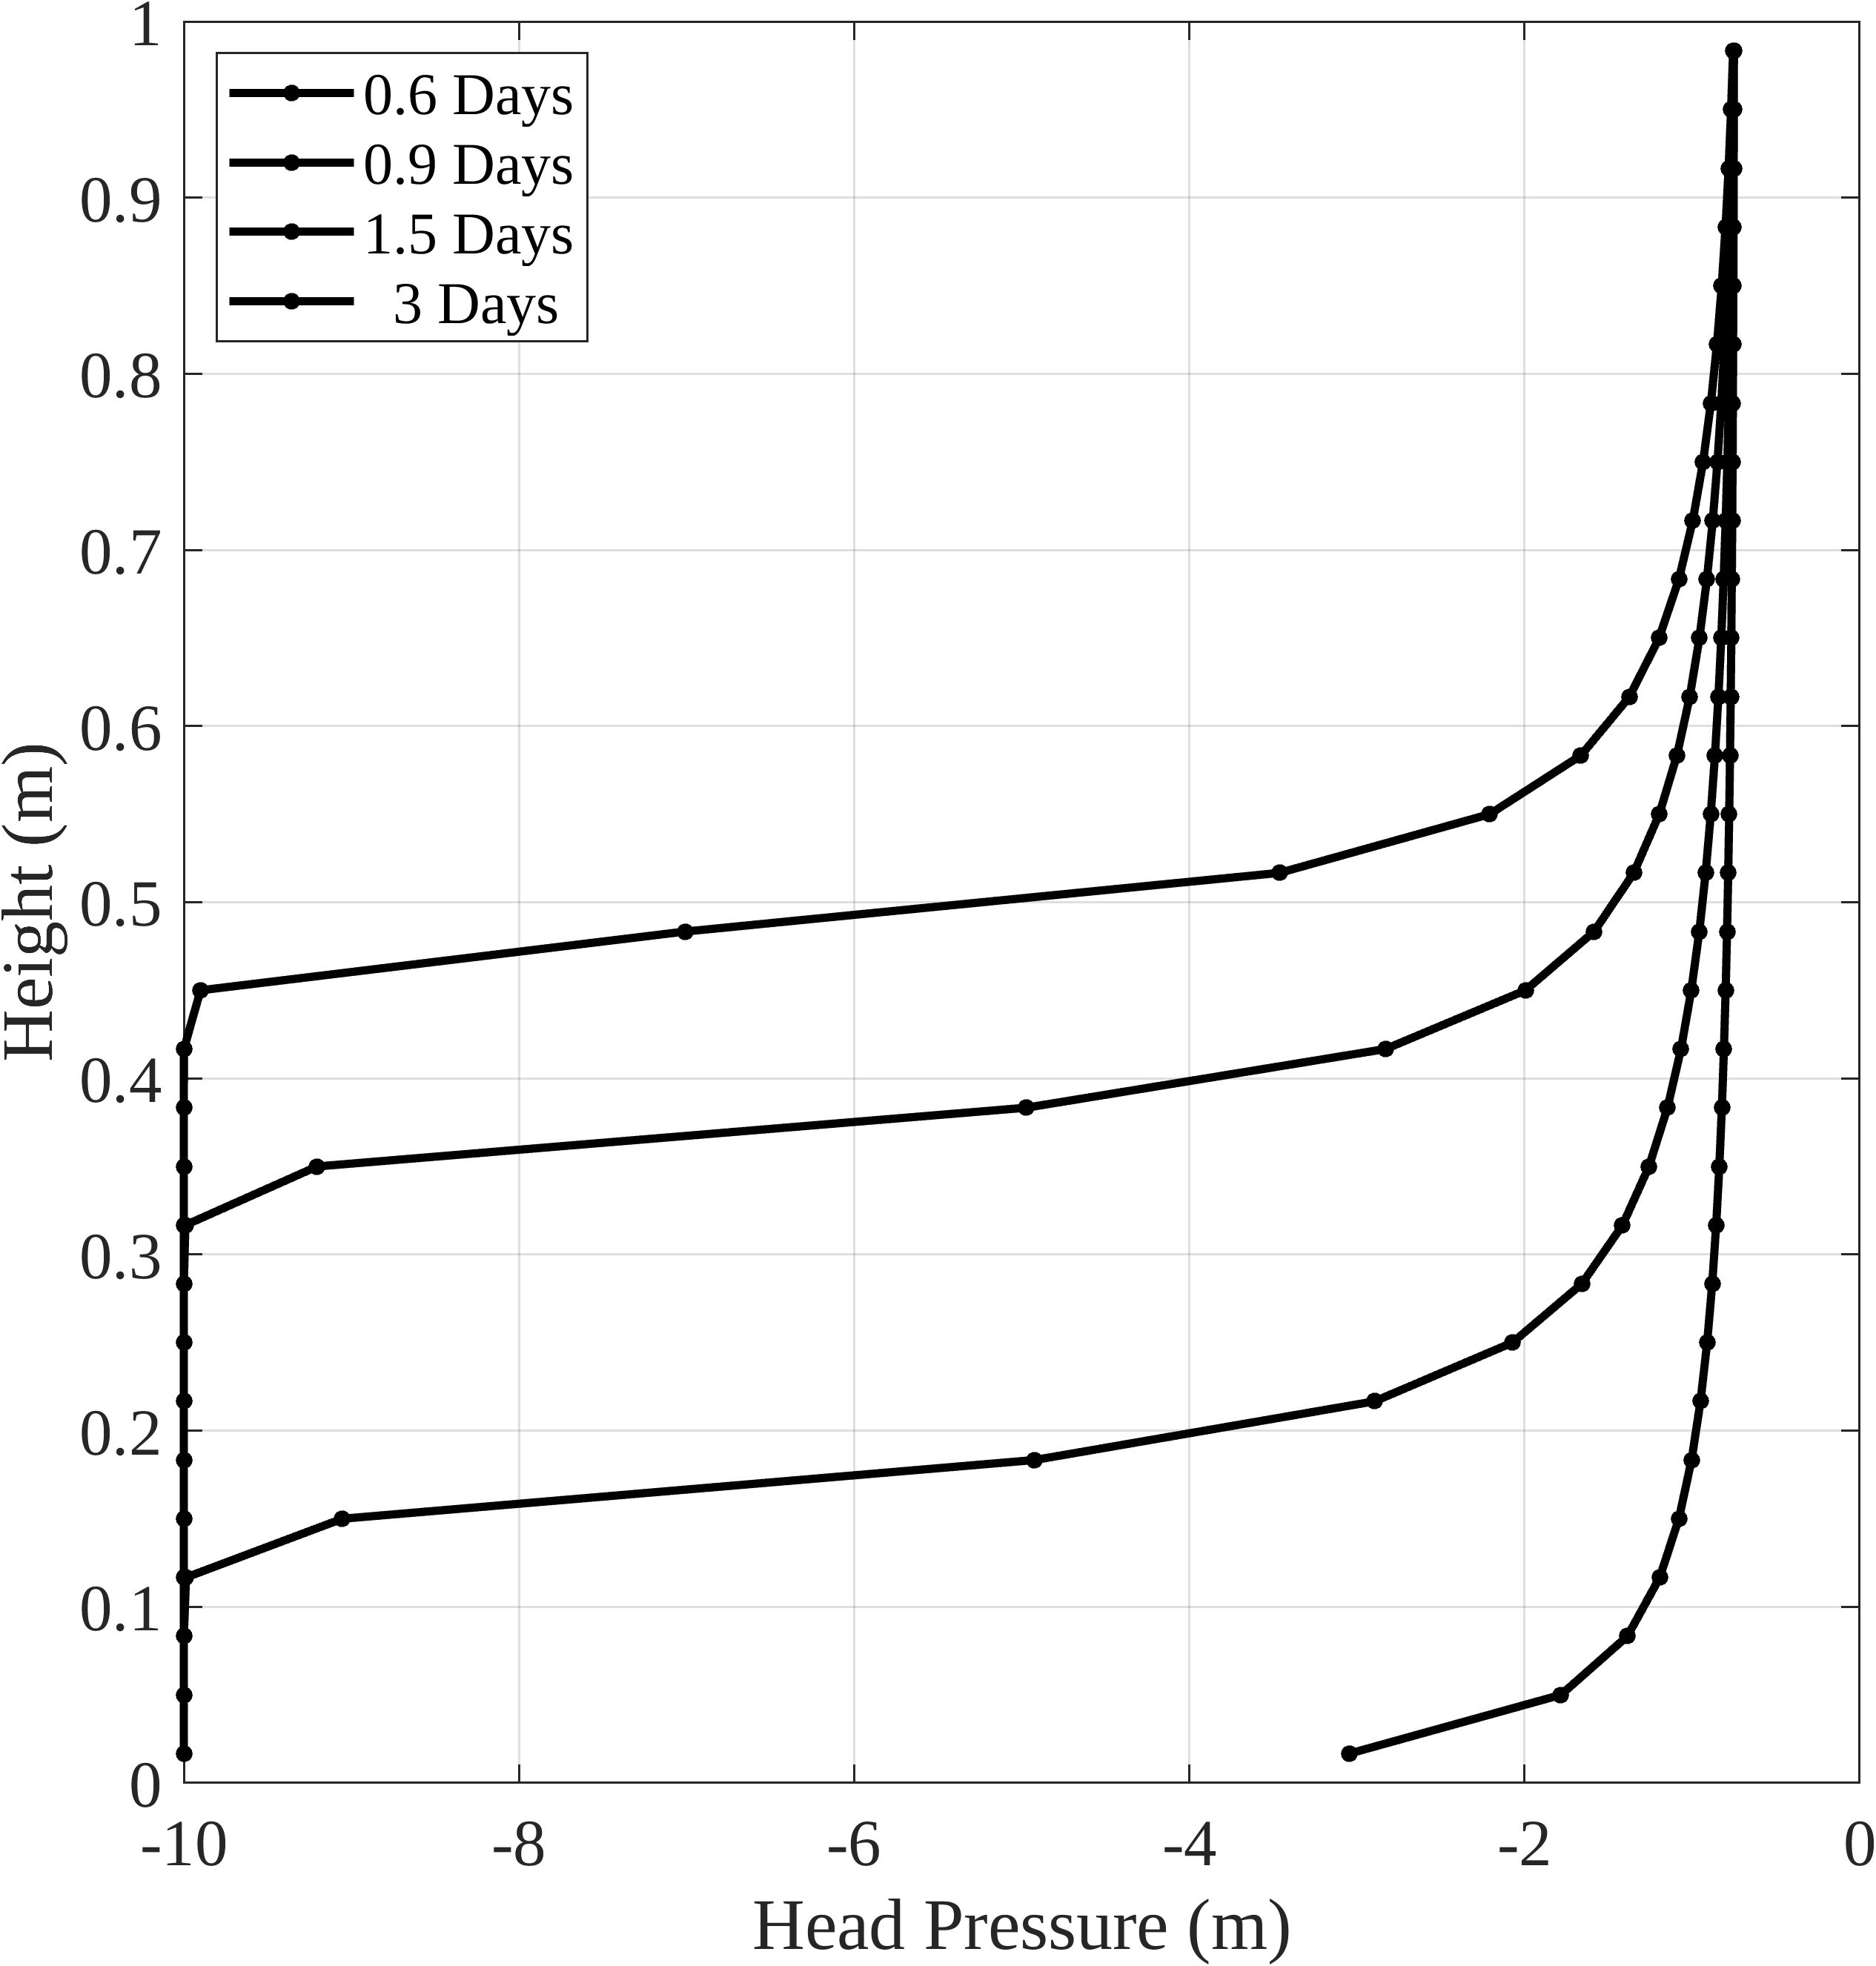 1
0.9
0.8
0.7
0.6
0.5
0.4
0.3
0.2
0.1
0
Height (m)
0.6 Days
0.9 Days
1.5 Days
3 Days
-10 -8 -6 -4 -2 0
Head Pressure (m)